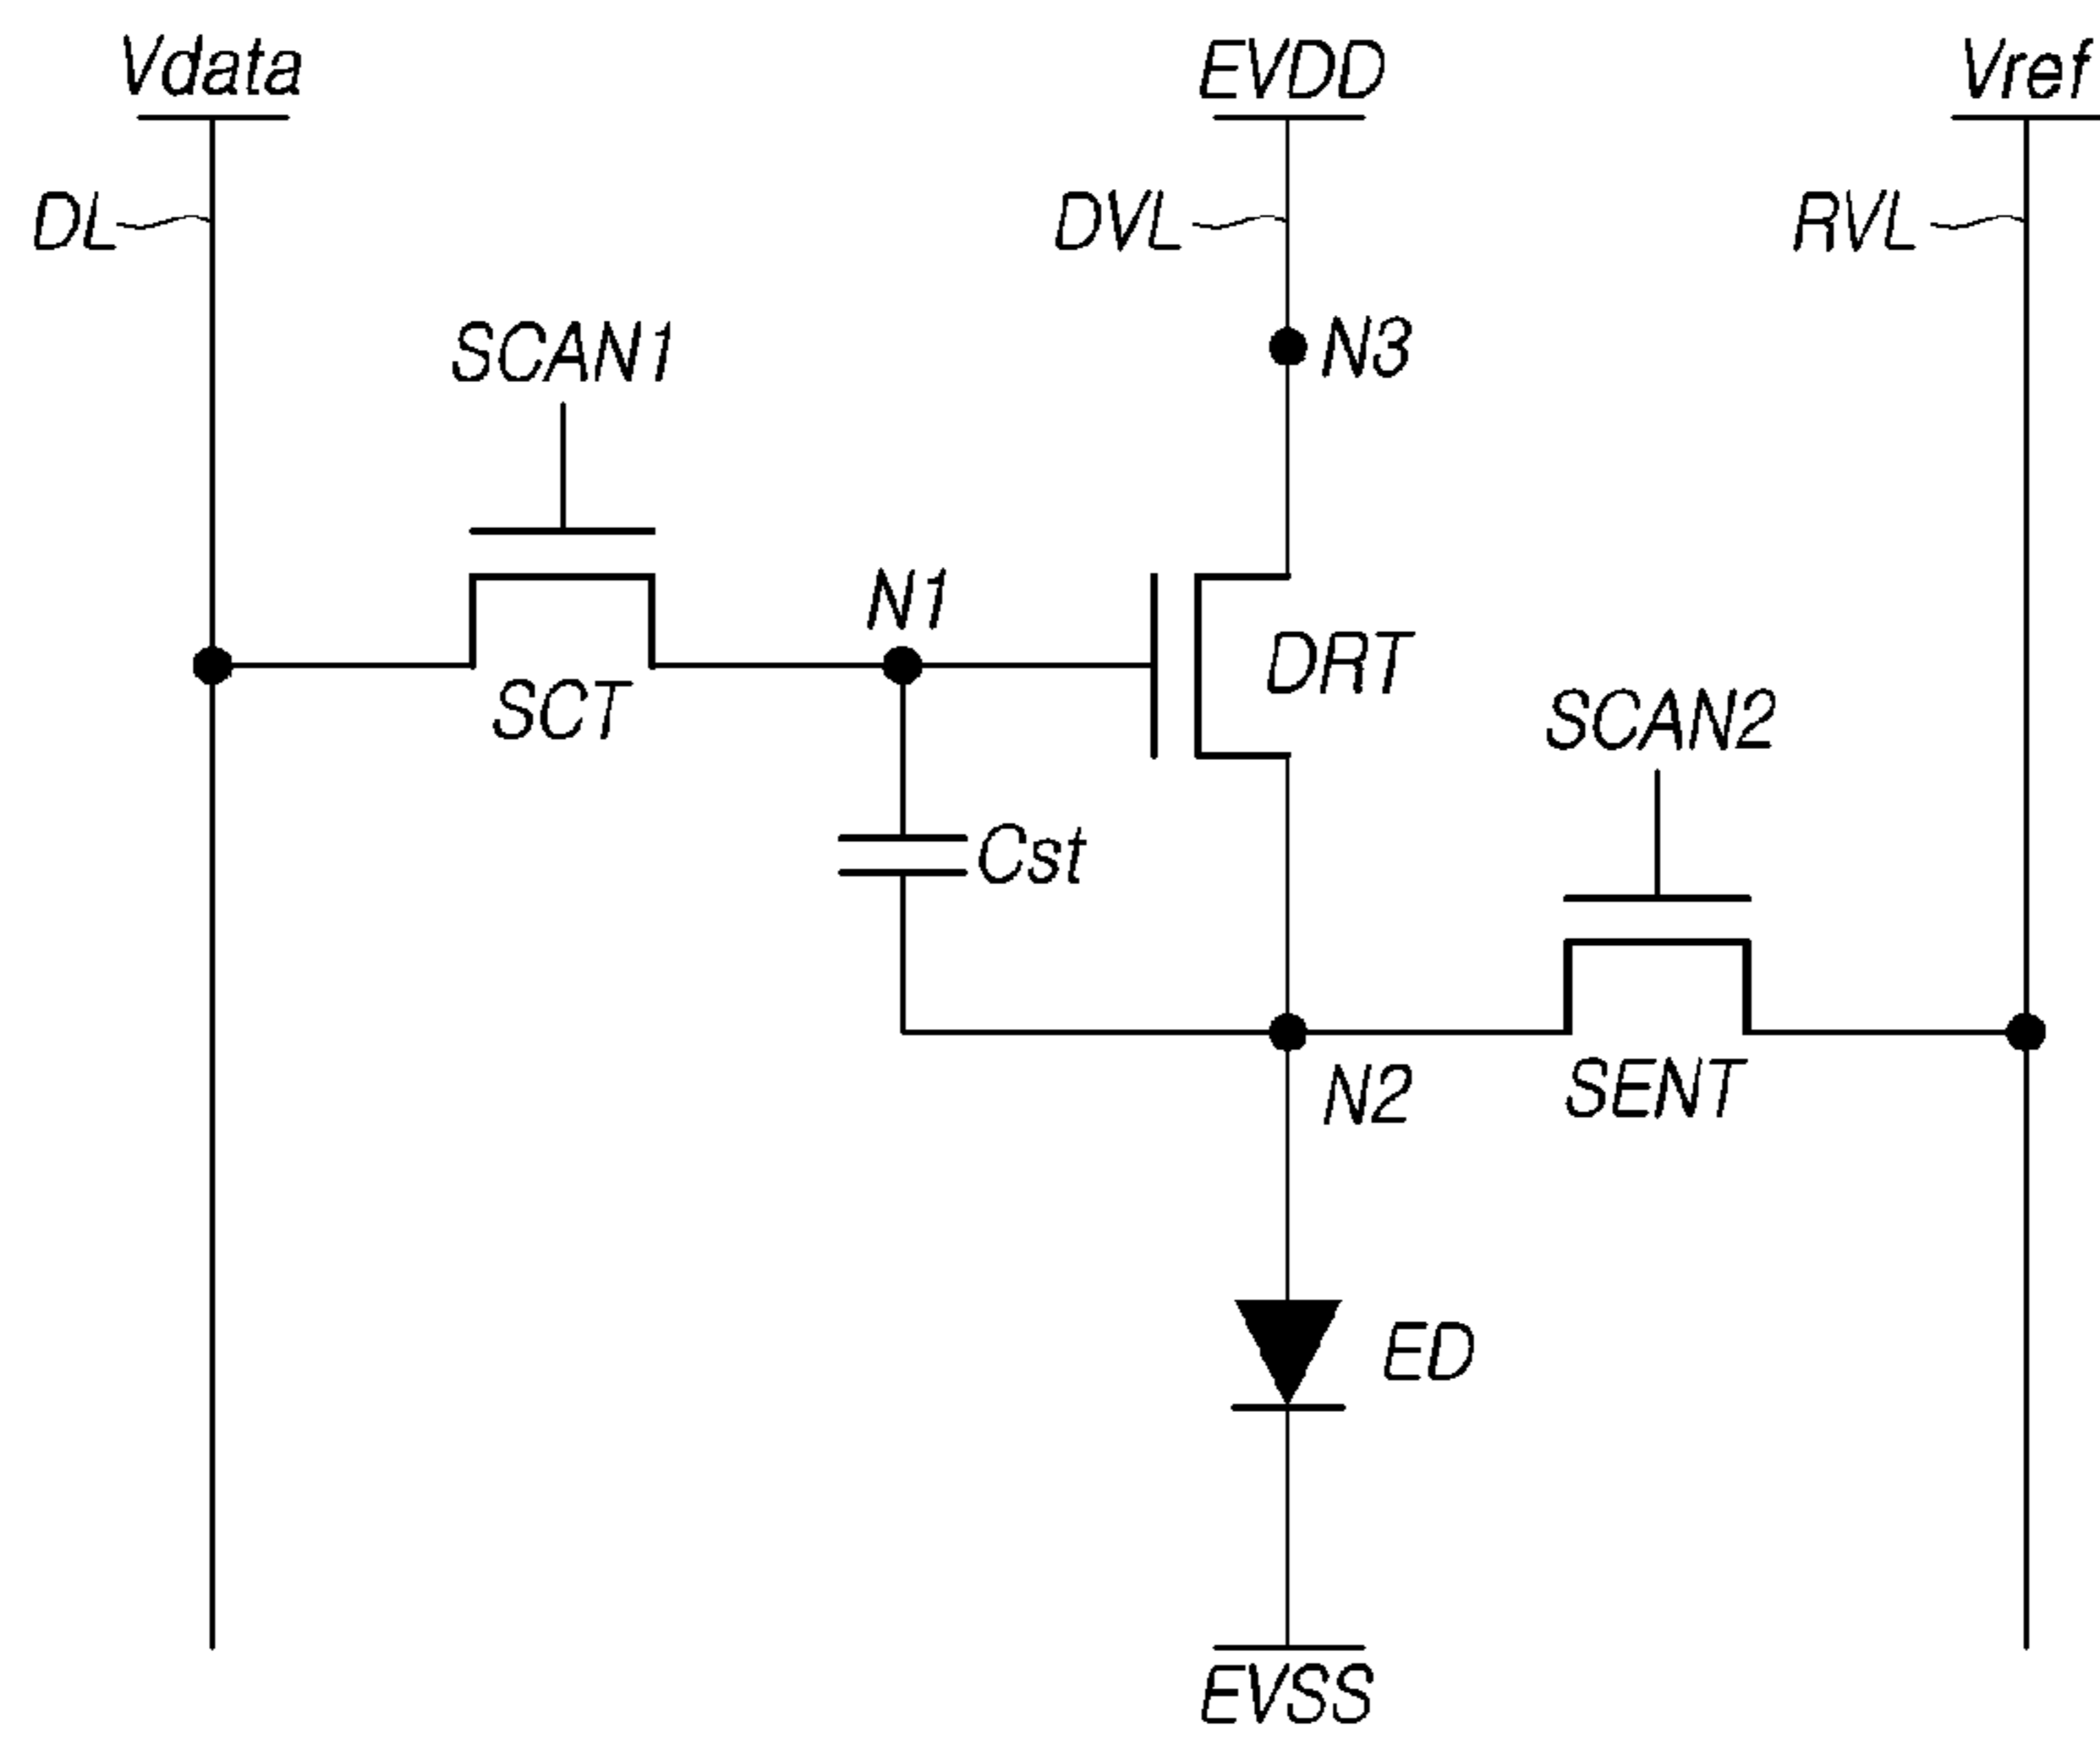 Vdata
EVDD
Vref
DL
DVL
RVL
SCAN1
N3
N1
SCT
DRT
SCAN2
Cst
N2
SENT
ED
EVSS